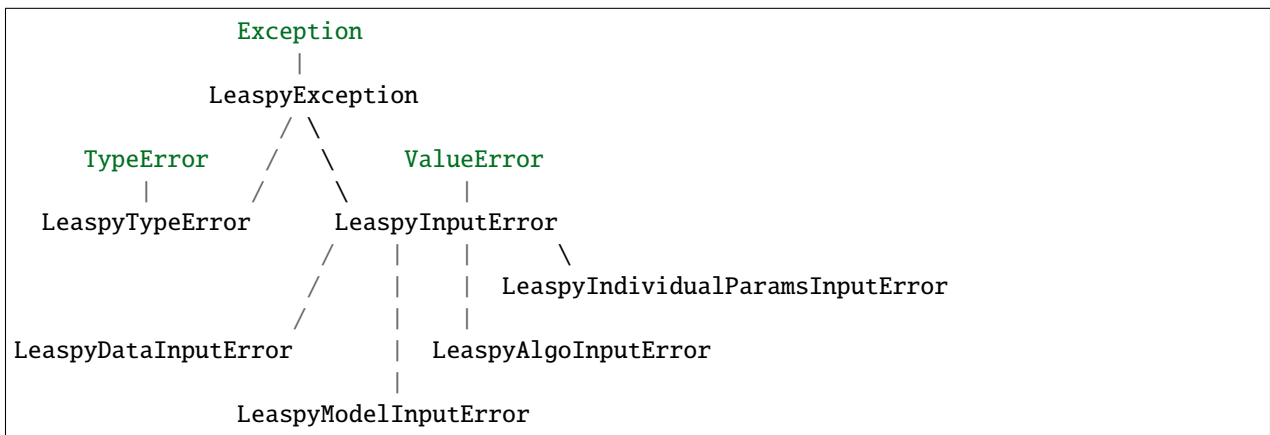 Exception
|
LeaspyException
/ \
TypeError / \ ValueError
| / \ |
LeaspyTypeError LeaspyInputError
/ | | \
/ | | LeaspyIndividualParamsInputError
/ | |
LeaspyDataInputError | LeaspyAlgoInputError
|
LeaspyModelInputError